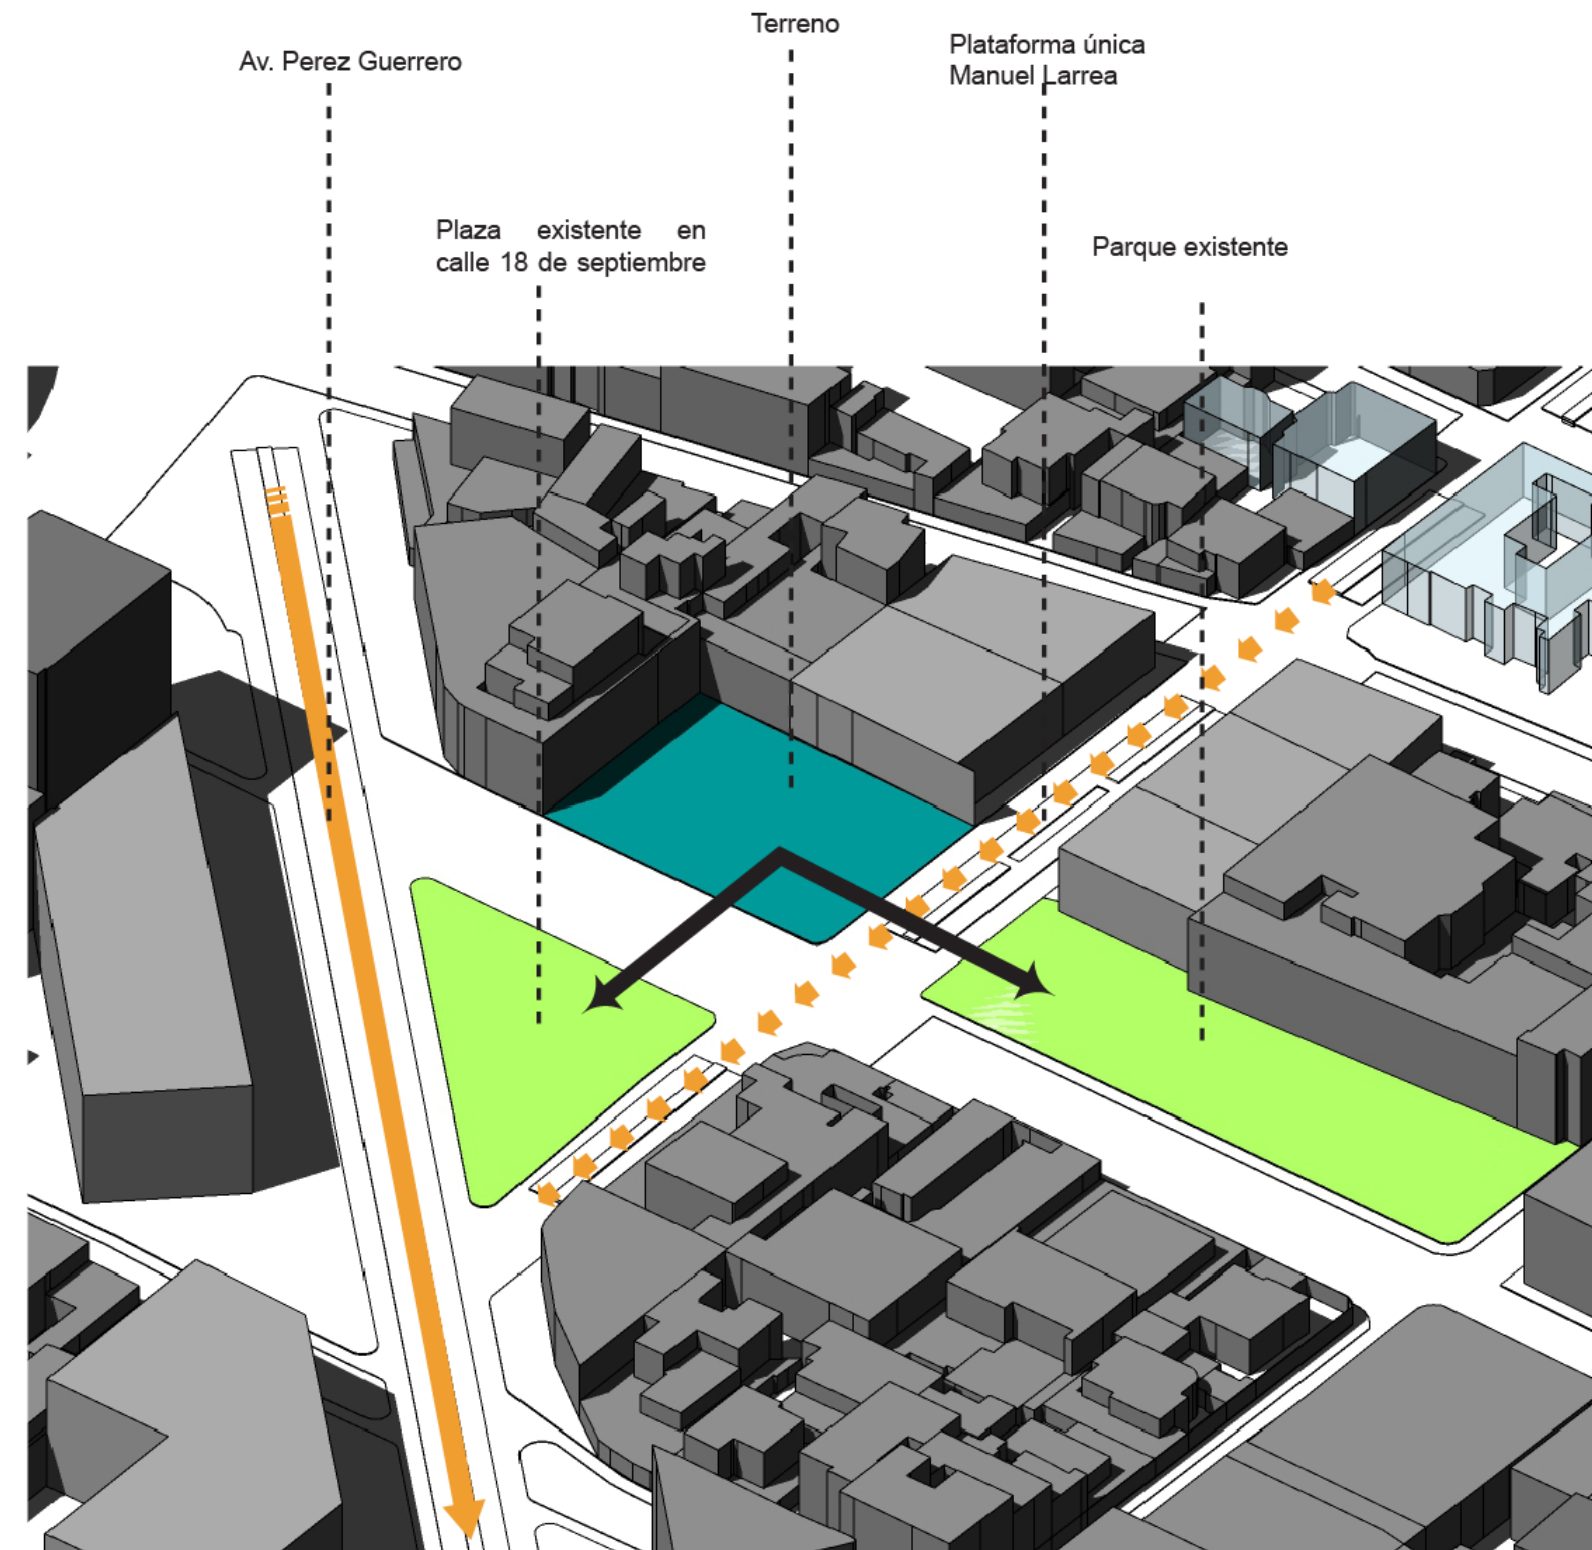 Terreno
Av. Perez Guerrero
Plataforma única
Manuel Larrea
Plaza existente en
calle 18 de septiembre
Parque existente